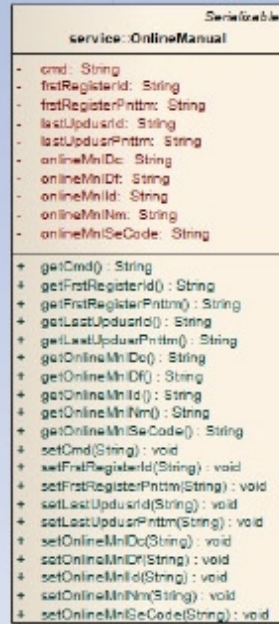 Serializable
service::OnlineManual
- cmd: String
- frstRegisterId: String
- frstRegisterPnttm: String
- lastUpdusrId: String
- lastUpdusrPnttm: String
- onlineMnlDc: String
- onlineMnlDf: String
- onlineMnlId: String
- onlineMnlNm: String
- onlineMnlSeCode: String
+ getCmd() : String
+ getFrstRegisterId() : String
+ getFrstRegisterPnttm() : String
+ getLastUpdusrId() : String
+ getLastUpdusrPnttm() : String
+ getOnlineMnlDc() : String
+ getOnlineMnlDf() : String
+ getOnlineMnlId() : String
+ getOnlineMnlNm() : String
+ getOnlineMnlSeCode() : String
+ setCmd(String) : void
+ setFrstRegisterId(String) : void
+ setFrstRegisterPnttm(String) : void
+ setLastUpdusrId(String) : void
+ setLastUpdusrPnttm(String) : void
+ setOnlineMnlDc(String) : void
+ setOnlineMnlDf(String) : void
+ setOnlineMnlId(String) : void
+ setOnlineMnlNm(String) : void
+ setOnlineMnlSeCode(String) : void